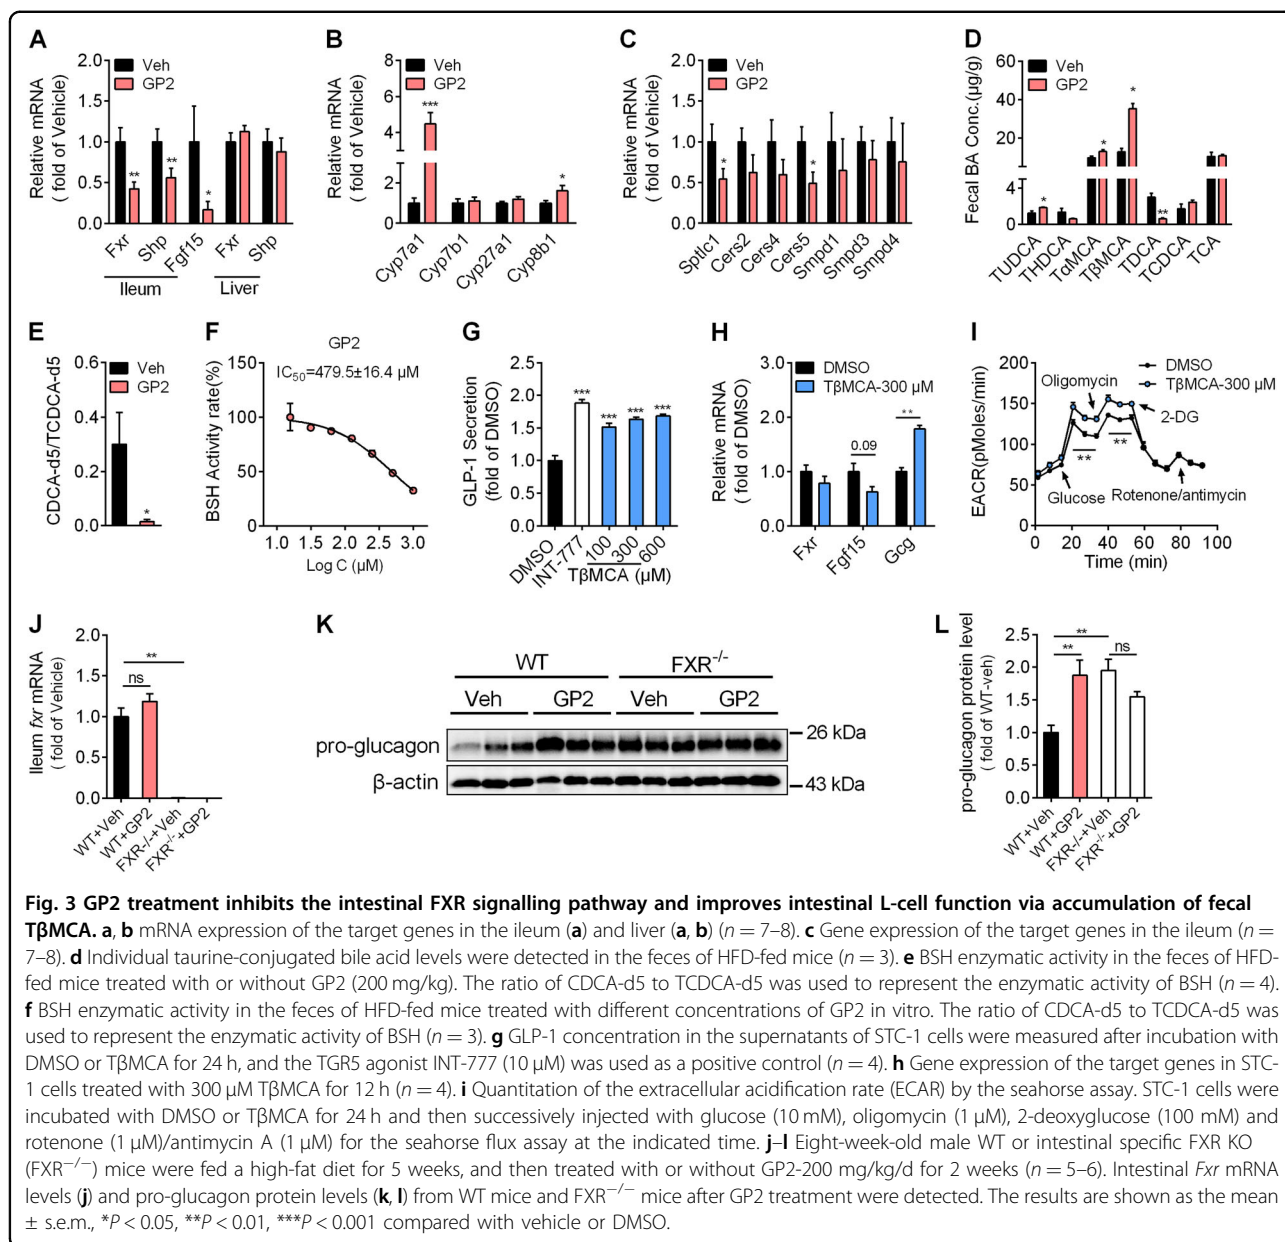 A
Veh
GP2
Relative mRNA
( fold of Vehicle)
2.0
1.5
1.0
0.5
0.0
**
**
*
Fxr
Shp
Fgf15
Fxr
Shp
Ileum
Liver
B
Veh
GP2
Relative mRNA
( fold of Vehicle)
8
6
4
2
0
***
*
Cyp7a1
Cyp7b1
Cyp27a1
Cyp8b1
C
Veh
GP2
Relative mRNA
( fold of Vehicle)
2.0
1.5
1.0
0.5
0.0
*
*
Sptlc1
Cers2
Cers4
Cers5
Smpd1
Smpd3
Smpd4
D
Veh
GP2
Fecal BA Conc.(μg/g)
60
40
20
4
2
0
*
*
*
**
TUDCA
THDCA
TαMCA
TβMCA
TDCA
TCDCA
TCA
E
Veh
GP2
CDCA-d5/TCDCA-d5
0.6
0.4
0.2
0.0
*
F
GP2
IC50=479.5±16.4 μM
BSH Activity rate(%)
150
100
50
0
1.0 1.5 2.0 2.5 3.0
Log C (μM)
G
GLP-1 Secretion
(fold of DMSO)
2.5
2.0
1.5
1.0
0.5
0.0
***
***
***
***
DMSO
INT-777
100
300
600
TβMCA (μM)
H
DMSO
TβMCA-300 μM
Relative mRNA
( fold of DMSO)
3.0
2.0
1.0
0.0
0.09
**
Fxr
Fgf15
Gcg
I
DMSO
TβMCA-300 μM
EACR(pMoles/min)
200
150
100
50
0
Oligomycin
2-DG
**
**
Glucose
Rotenone/antimycin
0 20 40 60 80 100
Time (min)
J
Ileum fxr mRNA
( fold of Vehicle)
2.0
1.5
1.0
0.5
0.0
**
ns
WT+Veh
WT+GP2
FXR-/-+Veh
FXR-/-+GP2
K
WT
FXR-/-
Veh
GP2
Veh
GP2
pro-glucagon
26 kDa
β-actin
43 kDa
L
pro-glucagon protein level
( fold of WT-veh)
2.5
2.0
1.5
1.0
0.5
0.0
**
**
ns
WT+Veh
WT+GP2
FXR-/-+Veh
FXR-/-+GP2
Fig. 3 GP2 treatment inhibits the intestinal FXR signalling pathway and improves intestinal L-cell function via accumulation of fecal
TβMCA. a, b mRNA expression of the target genes in the ileum (a) and liver (a, b) (n = 7–8). c Gene expression of the target genes in the ileum (n =
7–8). d Individual taurine-conjugated bile acid levels were detected in the feces of HFD-fed mice (n = 3). e BSH enzymatic activity in the feces of HFD-
fed mice treated with or without GP2 (200 mg/kg). The ratio of CDCA-d5 to TCDCA-d5 was used to represent the enzymatic activity of BSH (n = 4).
f BSH enzymatic activity in the feces of HFD-fed mice treated with different concentrations of GP2 in vitro. The ratio of CDCA-d5 to TCDCA-d5 was
used to represent the enzymatic activity of BSH (n = 3). g GLP-1 concentration in the supernatants of STC-1 cells were measured after incubation with
DMSO or TβMCA for 24 h, and the TGR5 agonist INT-777 (10 μM) was used as a positive control (n = 4). h Gene expression of the target genes in STC-
1 cells treated with 300 μM TβMCA for 12 h (n = 4). i Quantitation of the extracellular acidification rate (ECAR) by the seahorse assay. STC-1 cells were
incubated with DMSO or TβMCA for 24 h and then successively injected with glucose (10 mM), oligomycin (1 μM), 2-deoxyglucose (100 mM) and
rotenone (1 μM)/antimycin A (1 μM) for the seahorse flux assay at the indicated time. j–l Eight-week-old male WT or intestinal specific FXR KO
(FXR−/−) mice were fed a high-fat diet for 5 weeks, and then treated with or without GP2-200 mg/kg/d for 2 weeks (n = 5–6). Intestinal Fxr mRNA
levels (j) and pro-glucagon protein levels (k, l) from WT mice and FXR−/− mice after GP2 treatment were detected. The results are shown as the mean
± s.e.m., *P < 0.05, **P < 0.01, ***P < 0.001 compared with vehicle or DMSO.